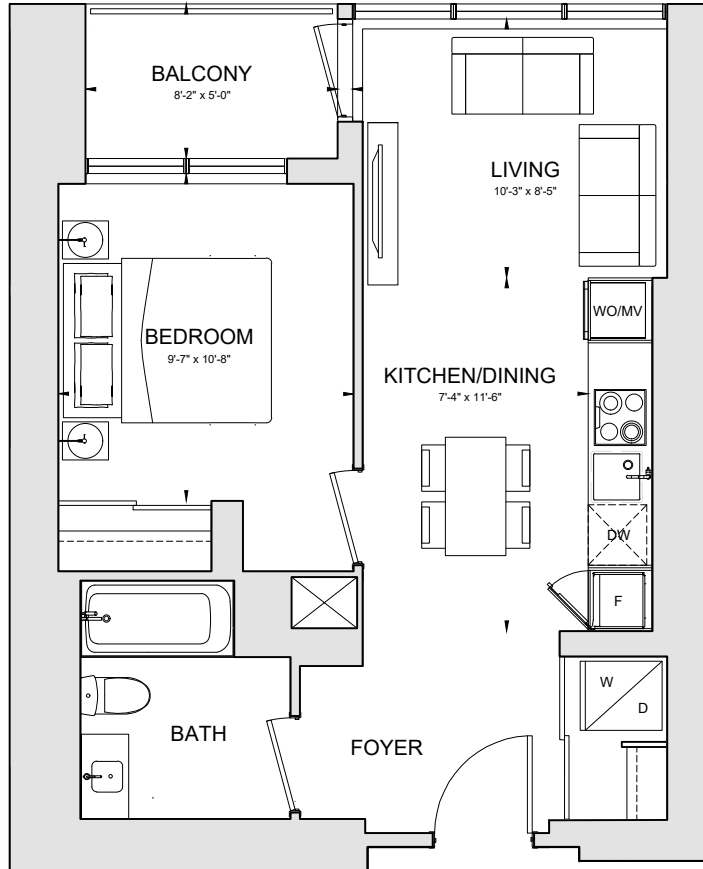 BALCONY
8'-2" x 5'-0"
LIVING
10'-3" x 8'-5"
WO/MV
BEDROOM
9'-7" x 10'-8"
KITCHEN/DINING
7'-4" x 11'-6"
DW
F
W
D
BATH
FOYER